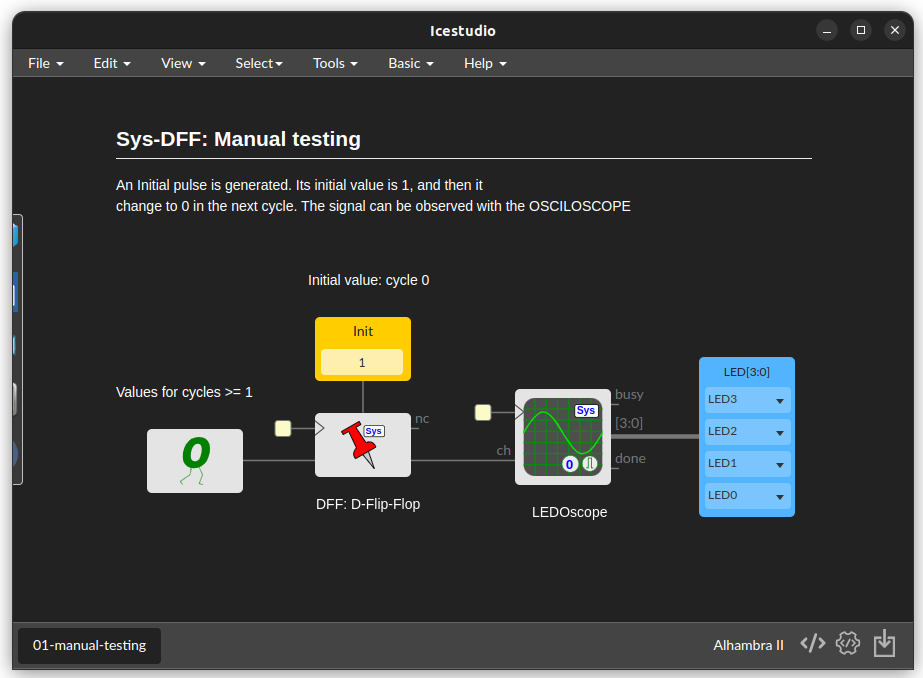 Icestudio
File
Edit
View
Select
Tools
Basic
Help
Sys-DFF: Manual testing
An Initial pulse is generated. Its initial value is 1, and then it
change to 0 in the next cycle. The signal can be observed with the OSCILOSCOPE
Initial value: cycle 0
Init
1
Values for cycles >= 1
0
Sys
nc
DFF: D-Flip-Flop
ch
Sys
0
busy
[3:0]
done
LEDOscope
LED[3:0]
LED3
LED2
LED1
LED0
01-manual-testing
Alhambra II